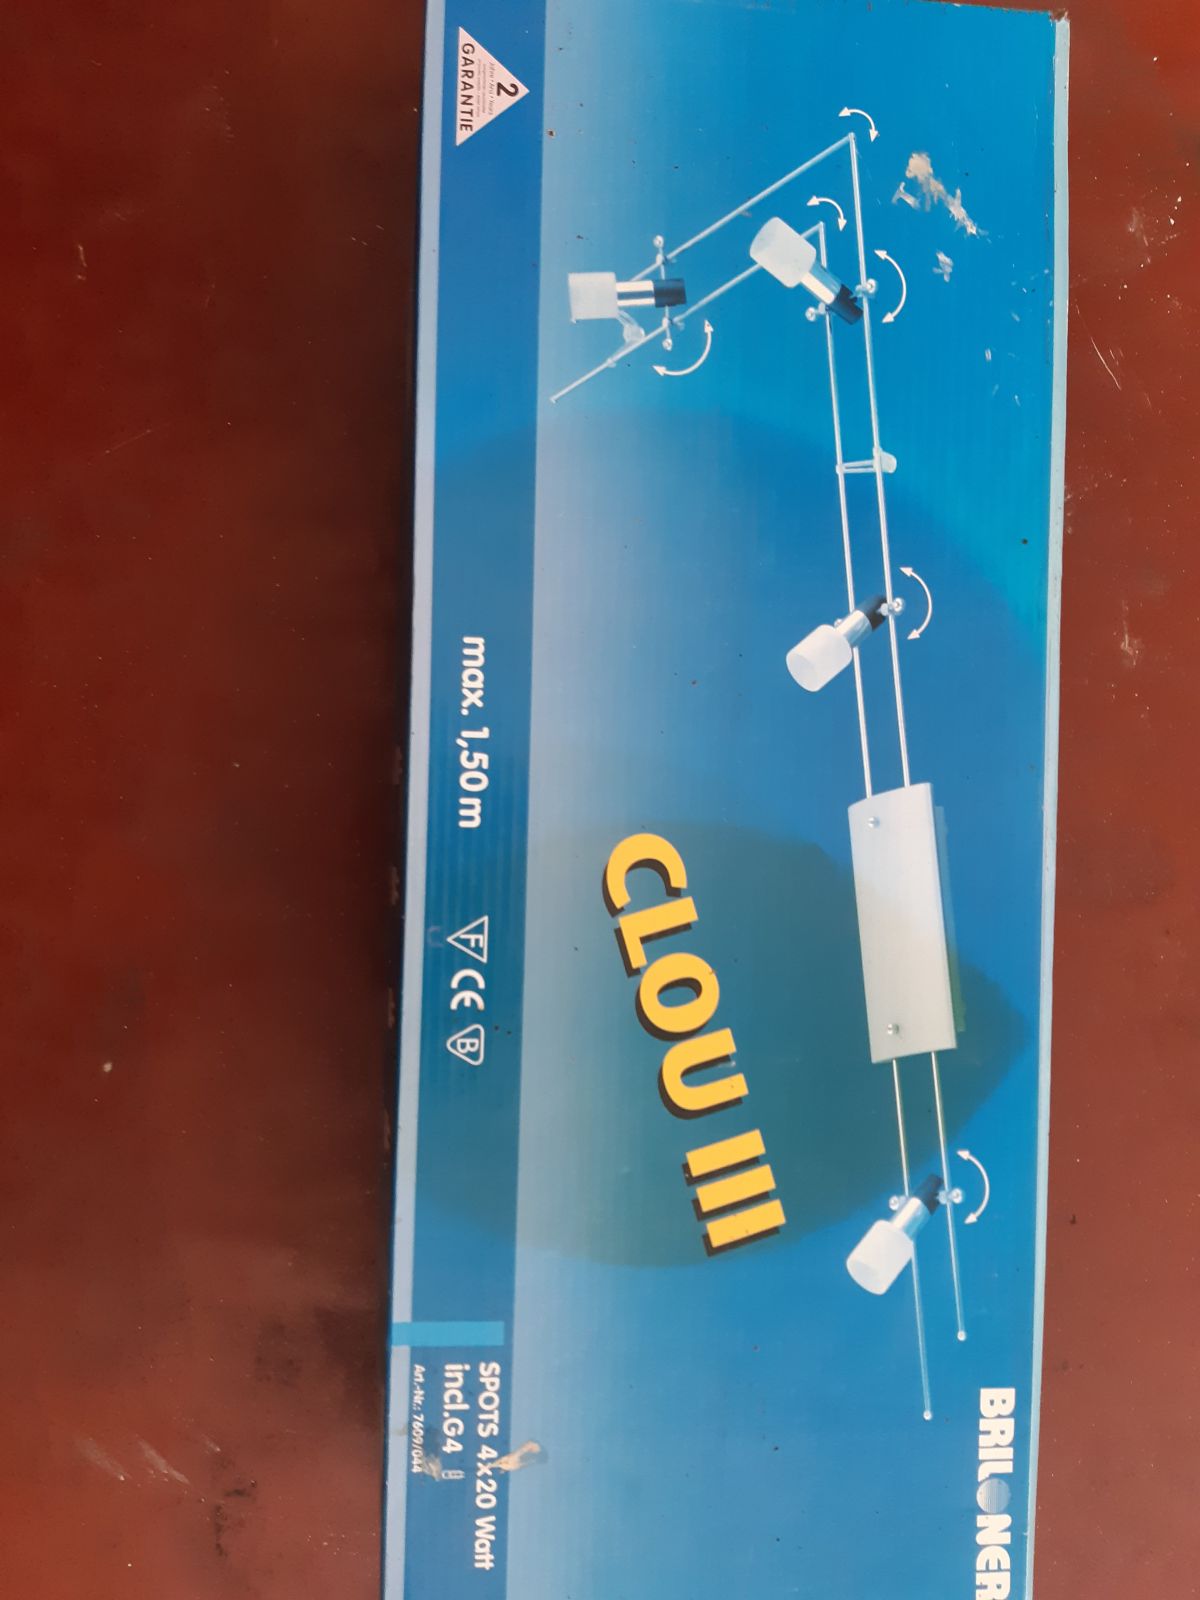 BRILONER
CLOU III
2
GARANTIE
max. 1,50 m
F CE B
SPOTS 4x20 Watt
incl.G4
Art.-Nr.: 7609/044